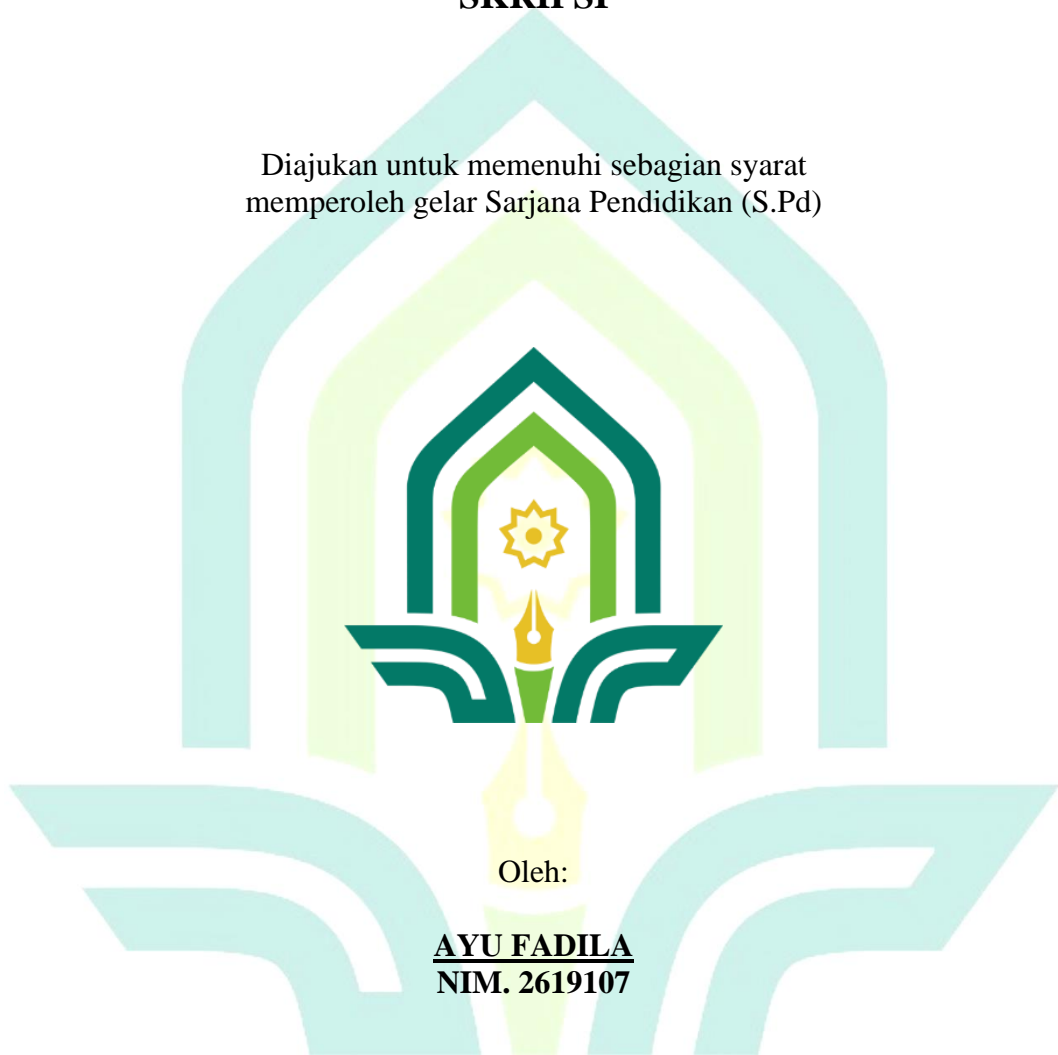 SKRIPSI
Diajukan untuk memenuhi sebagian syarat
memperoleh gelar Sarjana Pendidikan (S.Pd)
Oleh:
AYU FADILA
NIM. 2619107